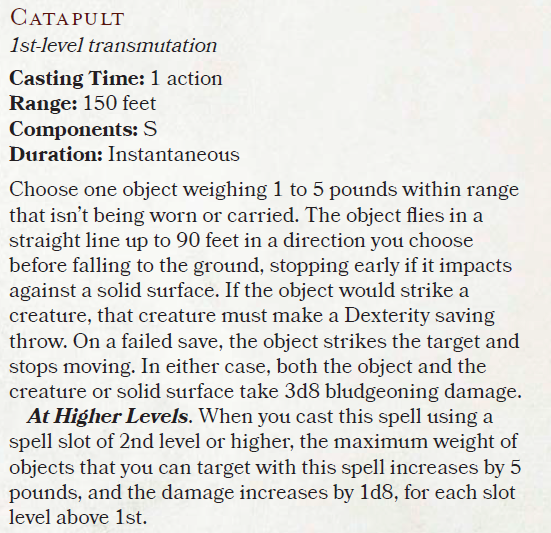 CATAPULT
1st-level transmutation
Casting Time: 1 action
Range: 150 feet
Components: S
Duration: Instantaneous
Choose one object weighing 1 to 5 pounds within range
that isn't being worn or carried. The object flies in a
straight line up to 90 feet in a direction you choose
before falling to the ground, stopping early if it impacts
against a solid surface. If the object would strike a
creature, that creature must make a Dexterity saving
throw. On a failed save, the object strikes the target and
stops moving. In either case, both the object and the
creature or solid surface take 3d8 bludgeoning damage.
At Higher Levels. When you cast this spell using a
spell slot of 2nd level or higher, the maximum weight of
objects that you can target with this spell increases by 5
pounds, and the damage increases by 1d8, for each slot
level above 1st.